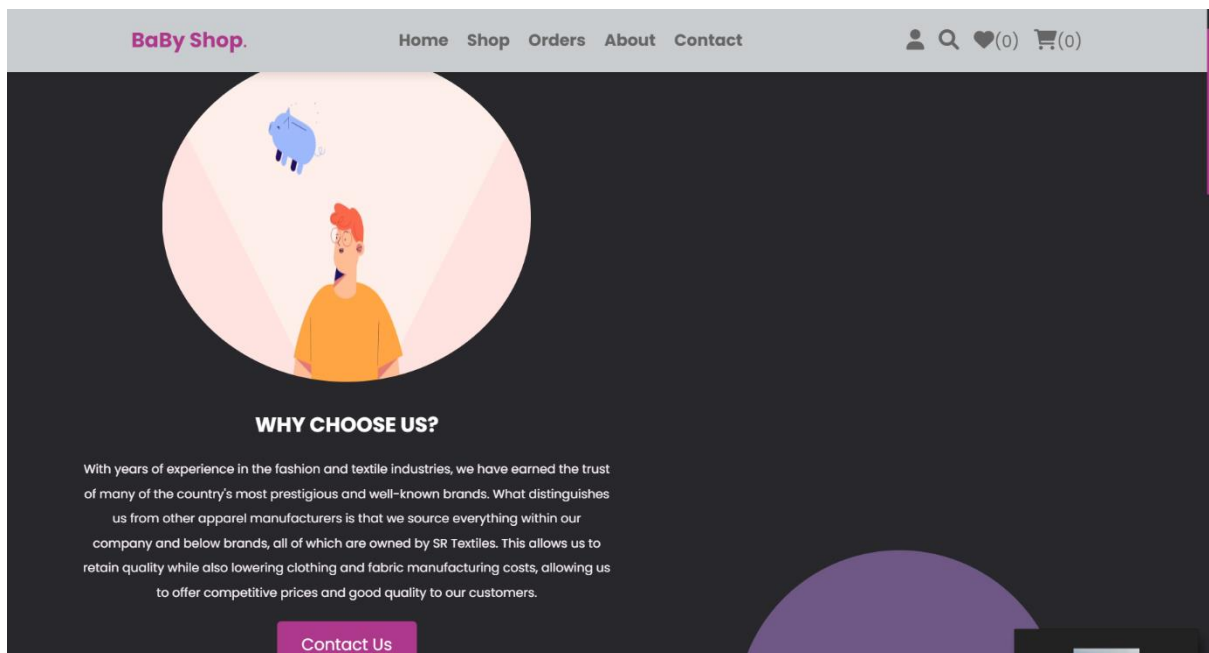 BaBy Shop.
Home Shop Orders About Contact
(0) (0)
WHY CHOOSE US?
With years of experience in the fashion and textile industries, we have earned the trust
of many of the country's most prestigious and well-known brands. What distinguishes
us from other apparel manufacturers is that we source everything within our
company and below brands, all of which are owned by SR Textiles. This allows us to
retain quality while also lowering clothing and fabric manufacturing costs, allowing us
to offer competitive prices and good quality to our customers.
Contact Us